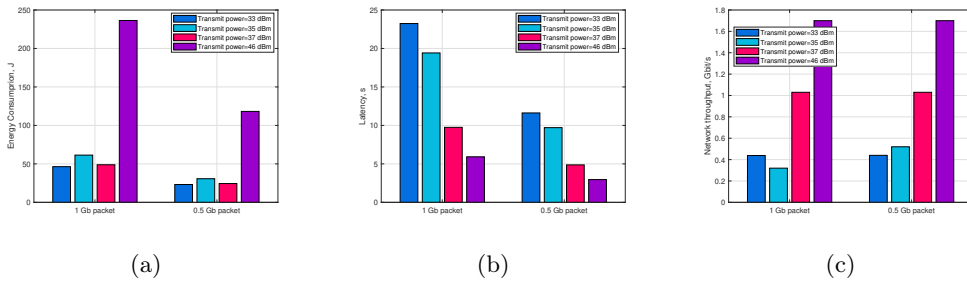 250
200
150
100
50
0
Energy Consumprion, J
1 Gb packet
0.5 Gb packet
Transmit power=33 dBm
Transmit power=35 dBm
Transmit power=37 dBm
Transmit power=46 dBm
(a)
25
20
15
10
5
0
Latency, s
1 Gb packet
0.5 Gb packet
Transmit power=33 dBm
Transmit power=35 dBm
Transmit power=37 dBm
Transmit power=46 dBm
(b)
1.8
1.6
1.4
1.2
1
0.8
0.6
0.4
0.2
0
Network throughput, Gbit/s
1 Gb packet
0.5 Gb packet
Transmit power=33 dBm
Transmit power=35 dBm
Transmit power=37 dBm
Transmit power=46 dBm
(c)